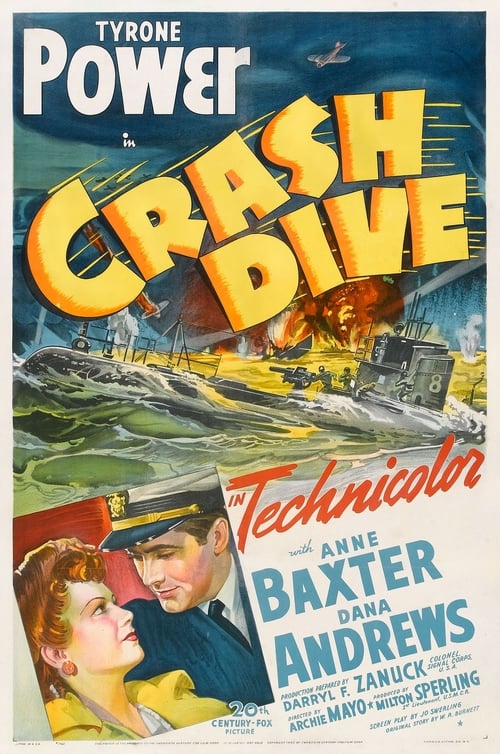 TYRONE
POWER
in
CRASH
DIVE
8
IN Technicolor
with ANNE
BAXTER
DANA
ANDREWS
PRODUCTION PREPARED BY COLONEL, SIGNAL CORPS, U.S.A.
DARRYL F. ZANUCK
PRODUCED BY
MILTON SPERLING
1st Lieutenant, U.S.M.C.R.
DIRECTED BY
ARCHIE MAYO★
SCREEN PLAY BY JO SWERLING
ORIGINAL STORY BY W.R. BURNETT
20th
CENTURY-FOX
PICTURE